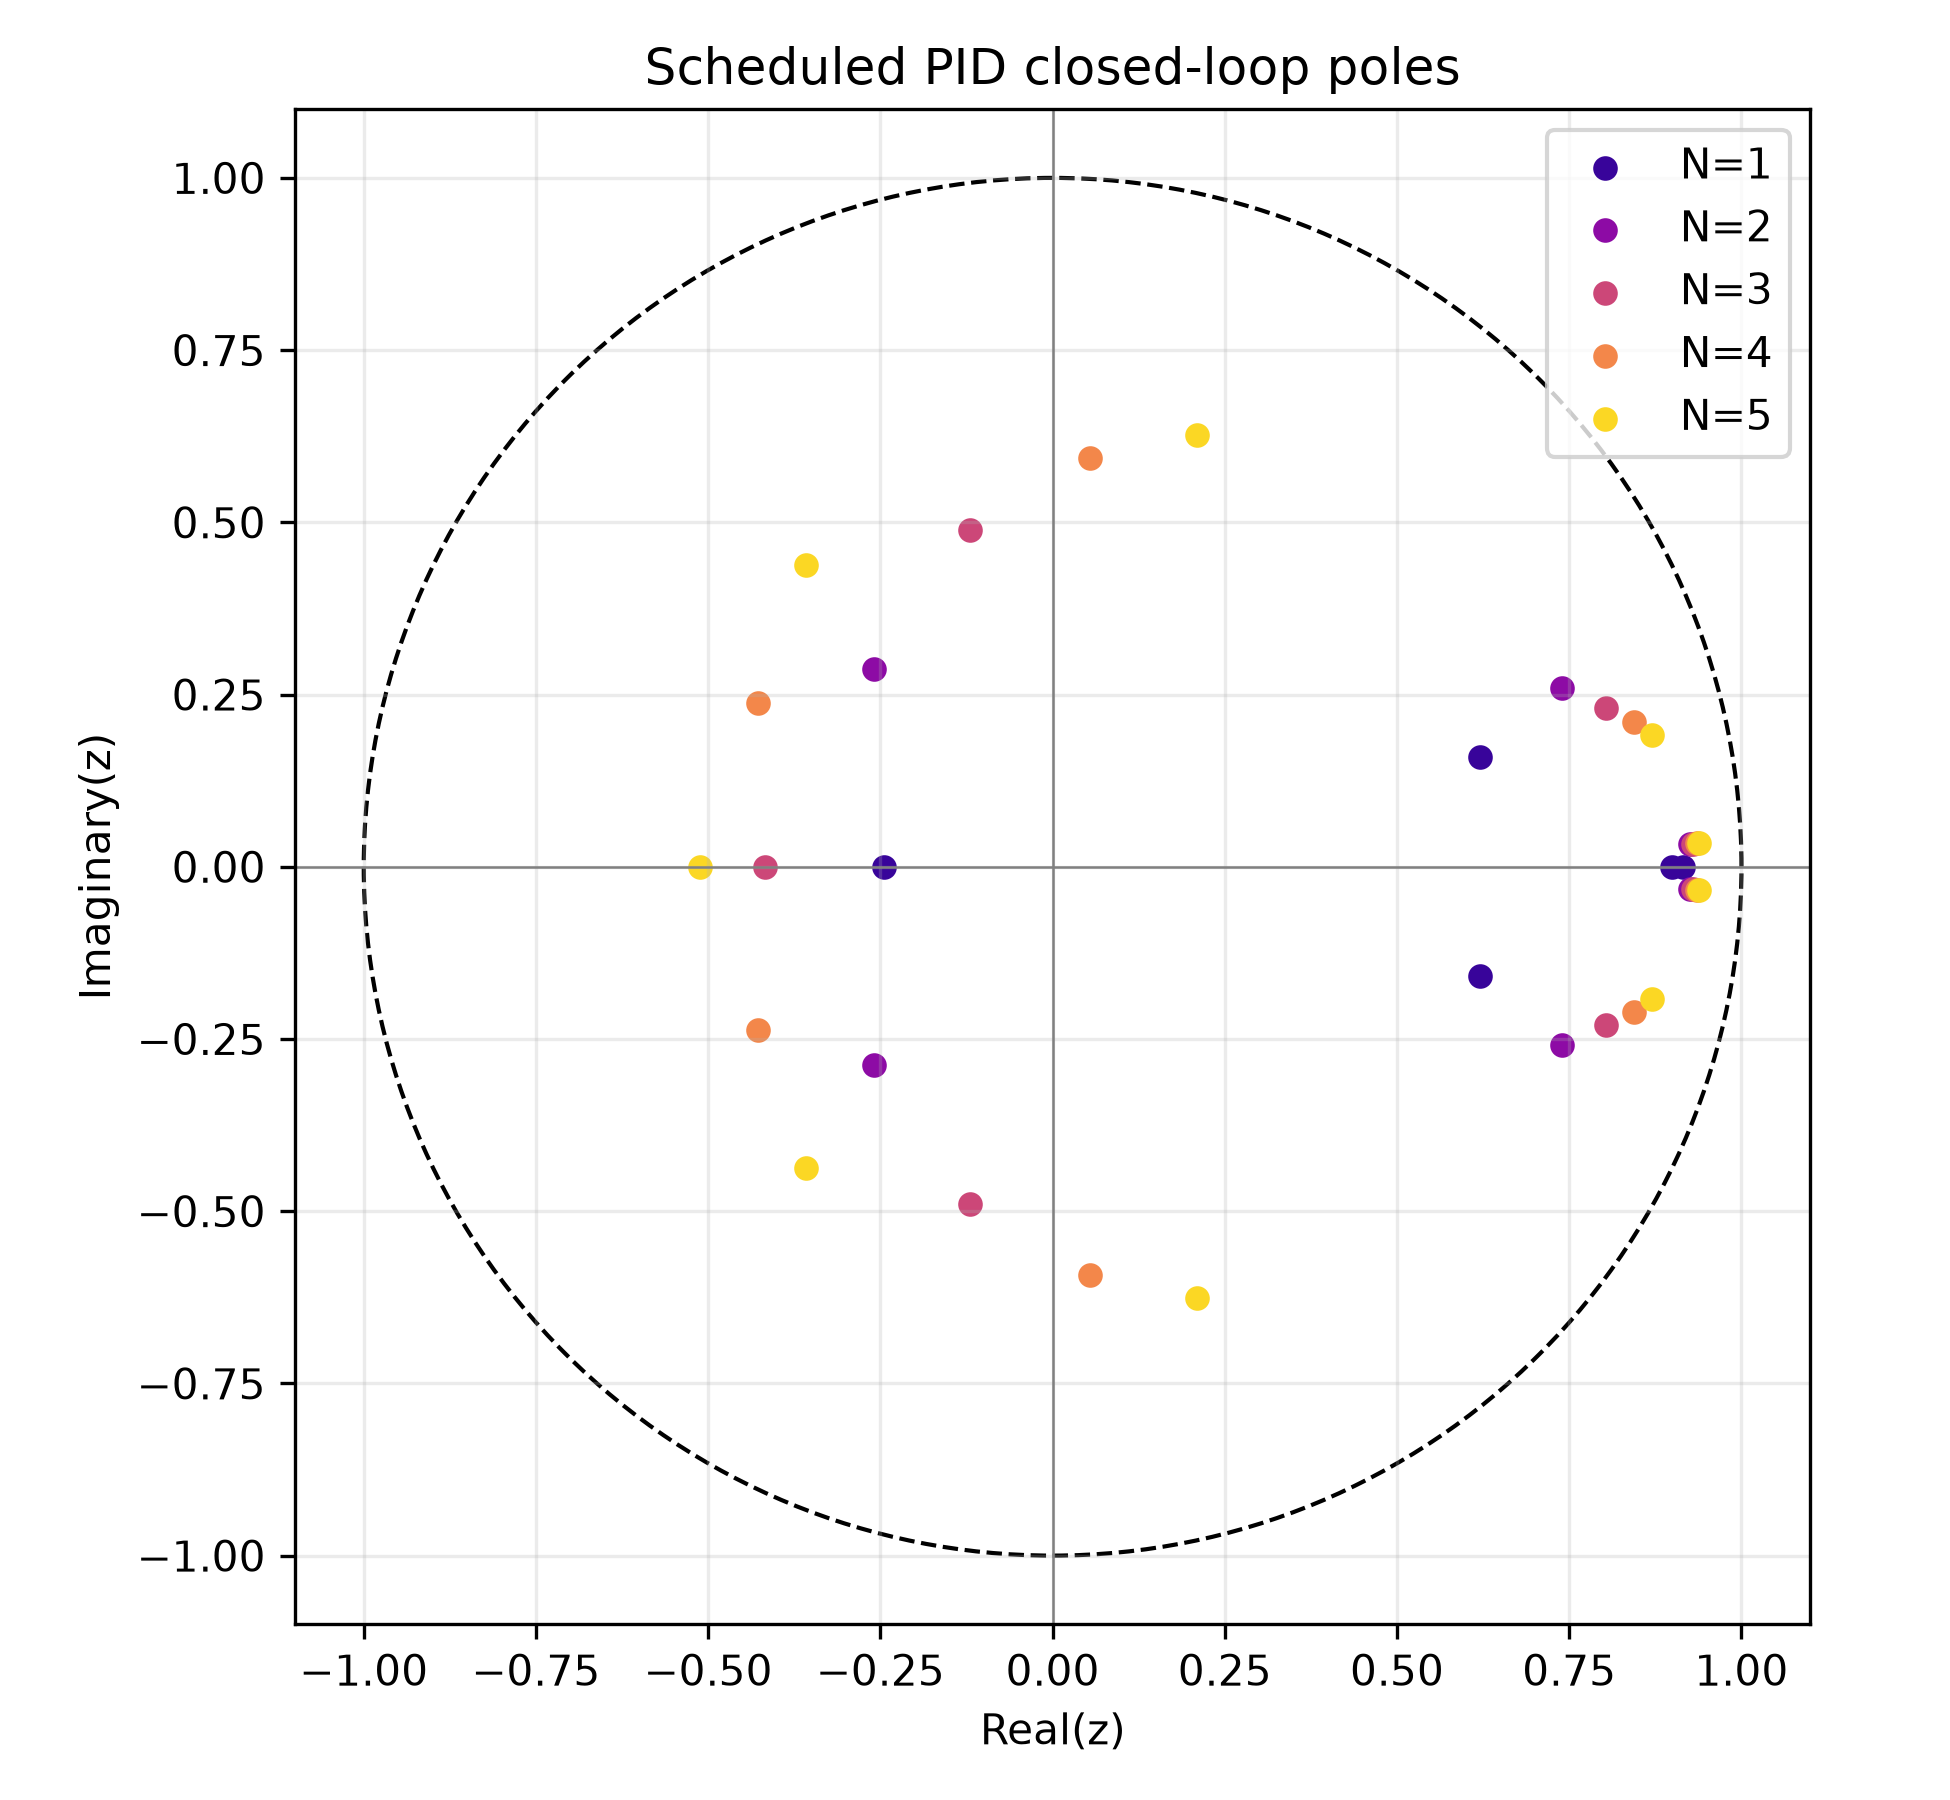 Scheduled PID closed-loop poles
N=1
N=2
N=3
N=4
N=5
1.00
0.75
0.50
0.25
0.00
−0.25
−0.50
−0.75
−1.00
Imaginary(z)
−1.00 −0.75 −0.50 −0.25 0.00 0.25 0.50 0.75 1.00
Real(z)